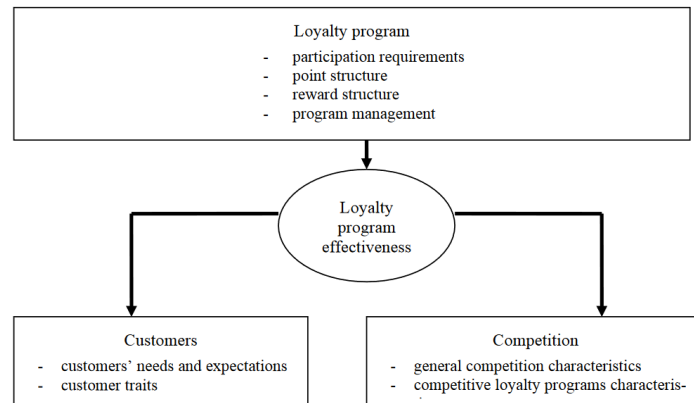 Loyalty program
- participation requirements
- point structure
- reward structure
- program management
Loyalty
program
effectiveness
Customers
- customers’ needs and expectations
- customer traits
Competition
- general competition characteristics
- competitive loyalty programs characteris-